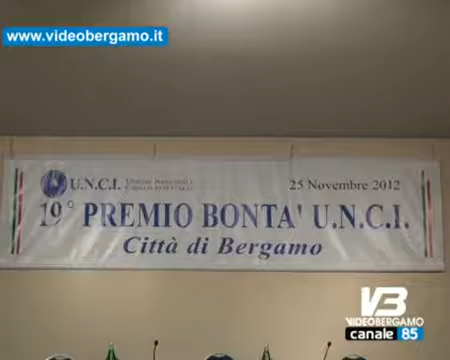 www.videobergamo.it
U.N.C.I.
25 Novembre 2012
19° PREMIO BONTA' U.N.C.I.
Città di Bergamo
VB
VIDEOBERGAMO
canale 85